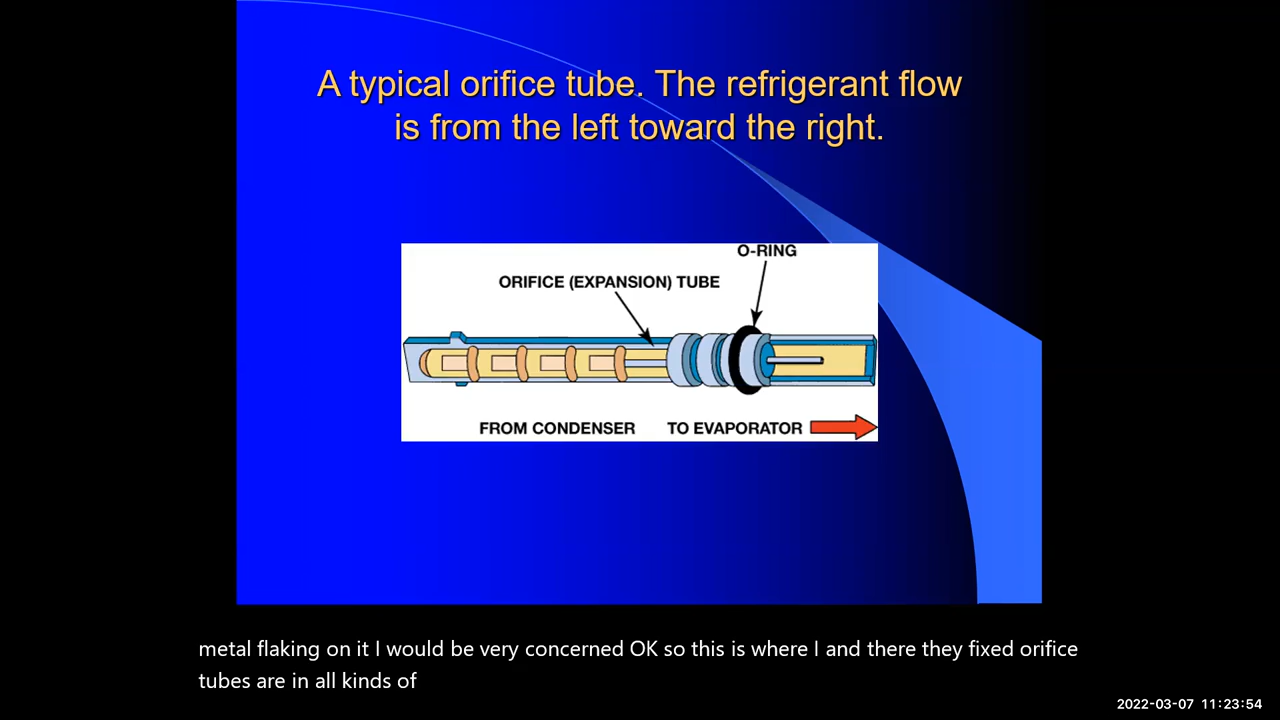 A typical orifice tube. The refrigerant flow
is from the left toward the right.
O-RING
ORIFICE (EXPANSION) TUBE
FROM CONDENSER TO EVAPORATOR
metal flaking on it I would be very concerned OK so this is where I and there they fixed orifice
tubes are in all kinds of
2022-03-07 11:23:54